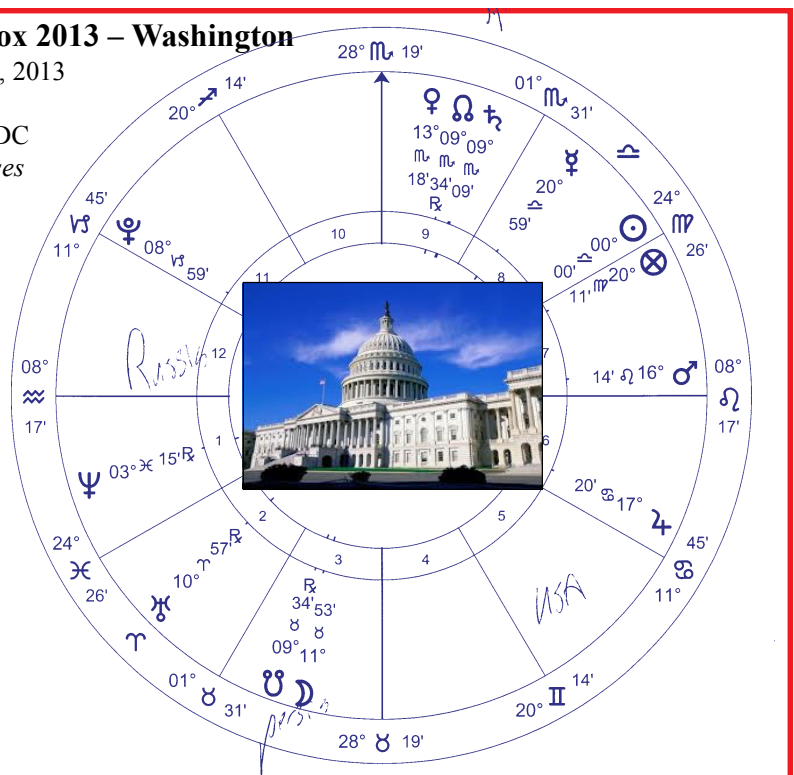 ox 2013 – Washington
, 2013
DC
es
28° ♏ 19'
01° ♏ 31'
♎
24° ♍ 26'
08° ♌ 17'
45' ♋ 11°
14' ♊ 20°
28° ♉ 19'
01° ♉ 31'
♈
24° ♓ 26'
08° ♒ 17'
45' ♑ 11°
20° ♐ 14'
♀ 13° ♏ 18'
☊ 09° ♏ 34' ℞
♄ 09° ♏ 09'
☿ 20° ♎ 59'
☉ 00° ♎ 00'
⊗ 20° ♍ 11'
♂ 16° ♌ 14'
♃ 17° ♋ 20'
☽ 11° ♉ 53'
☋ 09° ♉ 34' ℞
♅ 10° ♈ 57' ℞
♆ 03° ♓ 15' ℞
♇ 08° ♑ 59'
1
2
3
4
5
6
7
8
9
10
11
12
Russia
USA